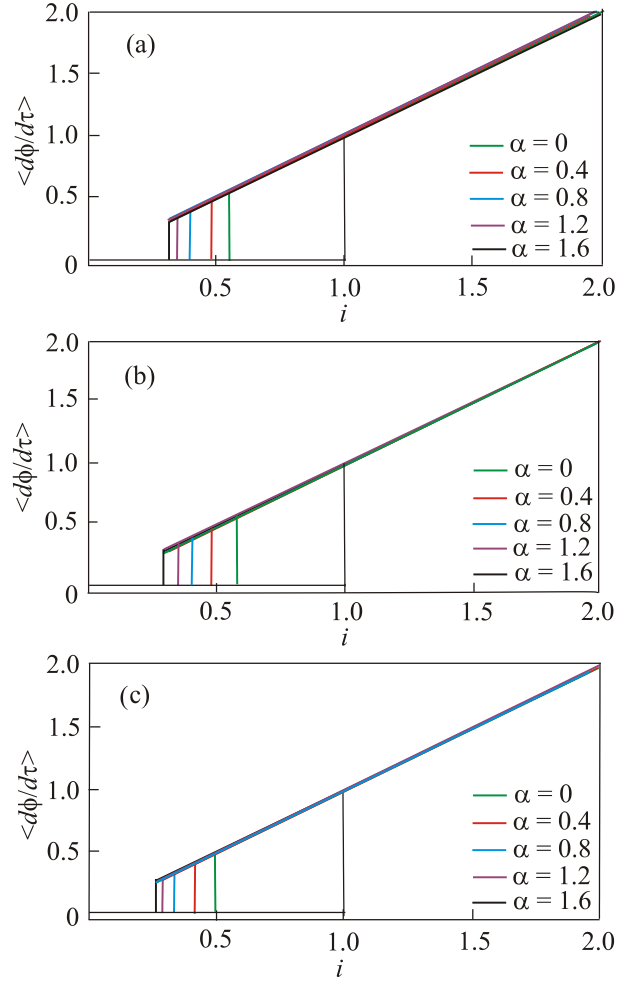 2.0
(a)
1.5
<dϕ/dτ>
1.0
α = 0
α = 0.4
0.5
α = 0.8
α = 1.2
α = 1.6
0
0.5 1.0 1.5 2.0
i
2.0
(b)
1.5
<dϕ/dτ>
1.0
α = 0
α = 0.4
0.5
α = 0.8
α = 1.2
α = 1.6
0
0.5 1.0 1.5 2.0
i
2.0
(c)
1.5
<dϕ/dτ>
1.0
α = 0
α = 0.4
0.5
α = 0.8
α = 1.2
α = 1.6
0
0.5 1.0 1.5 2.0
i